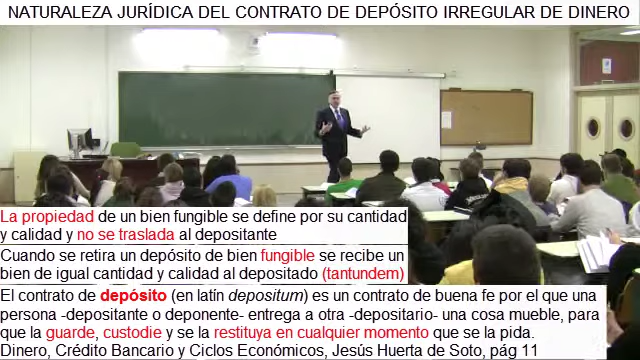 NATURALEZA JURÍDICA DEL CONTRATO DE DEPÓSITO IRREGULAR DE DINERO
La propiedad de un bien fungible se define por su cantidad
y calidad y no se traslada al depositante
Cuando se retira un depósito de bien fungible se recibe un
bien de igual cantidad y calidad al depositado (tantundem)
El contrato de depósito (en latín depositum) es un contrato de buena fe por el que una
persona -depositante o deponente- entrega a otra -depositario- una cosa mueble, para
que la guarde, custodie y se la restituya en cualquier momento que se la pida.
Dinero, Crédito Bancario y Ciclos Económicos, Jesús Huerta de Soto, pág 11